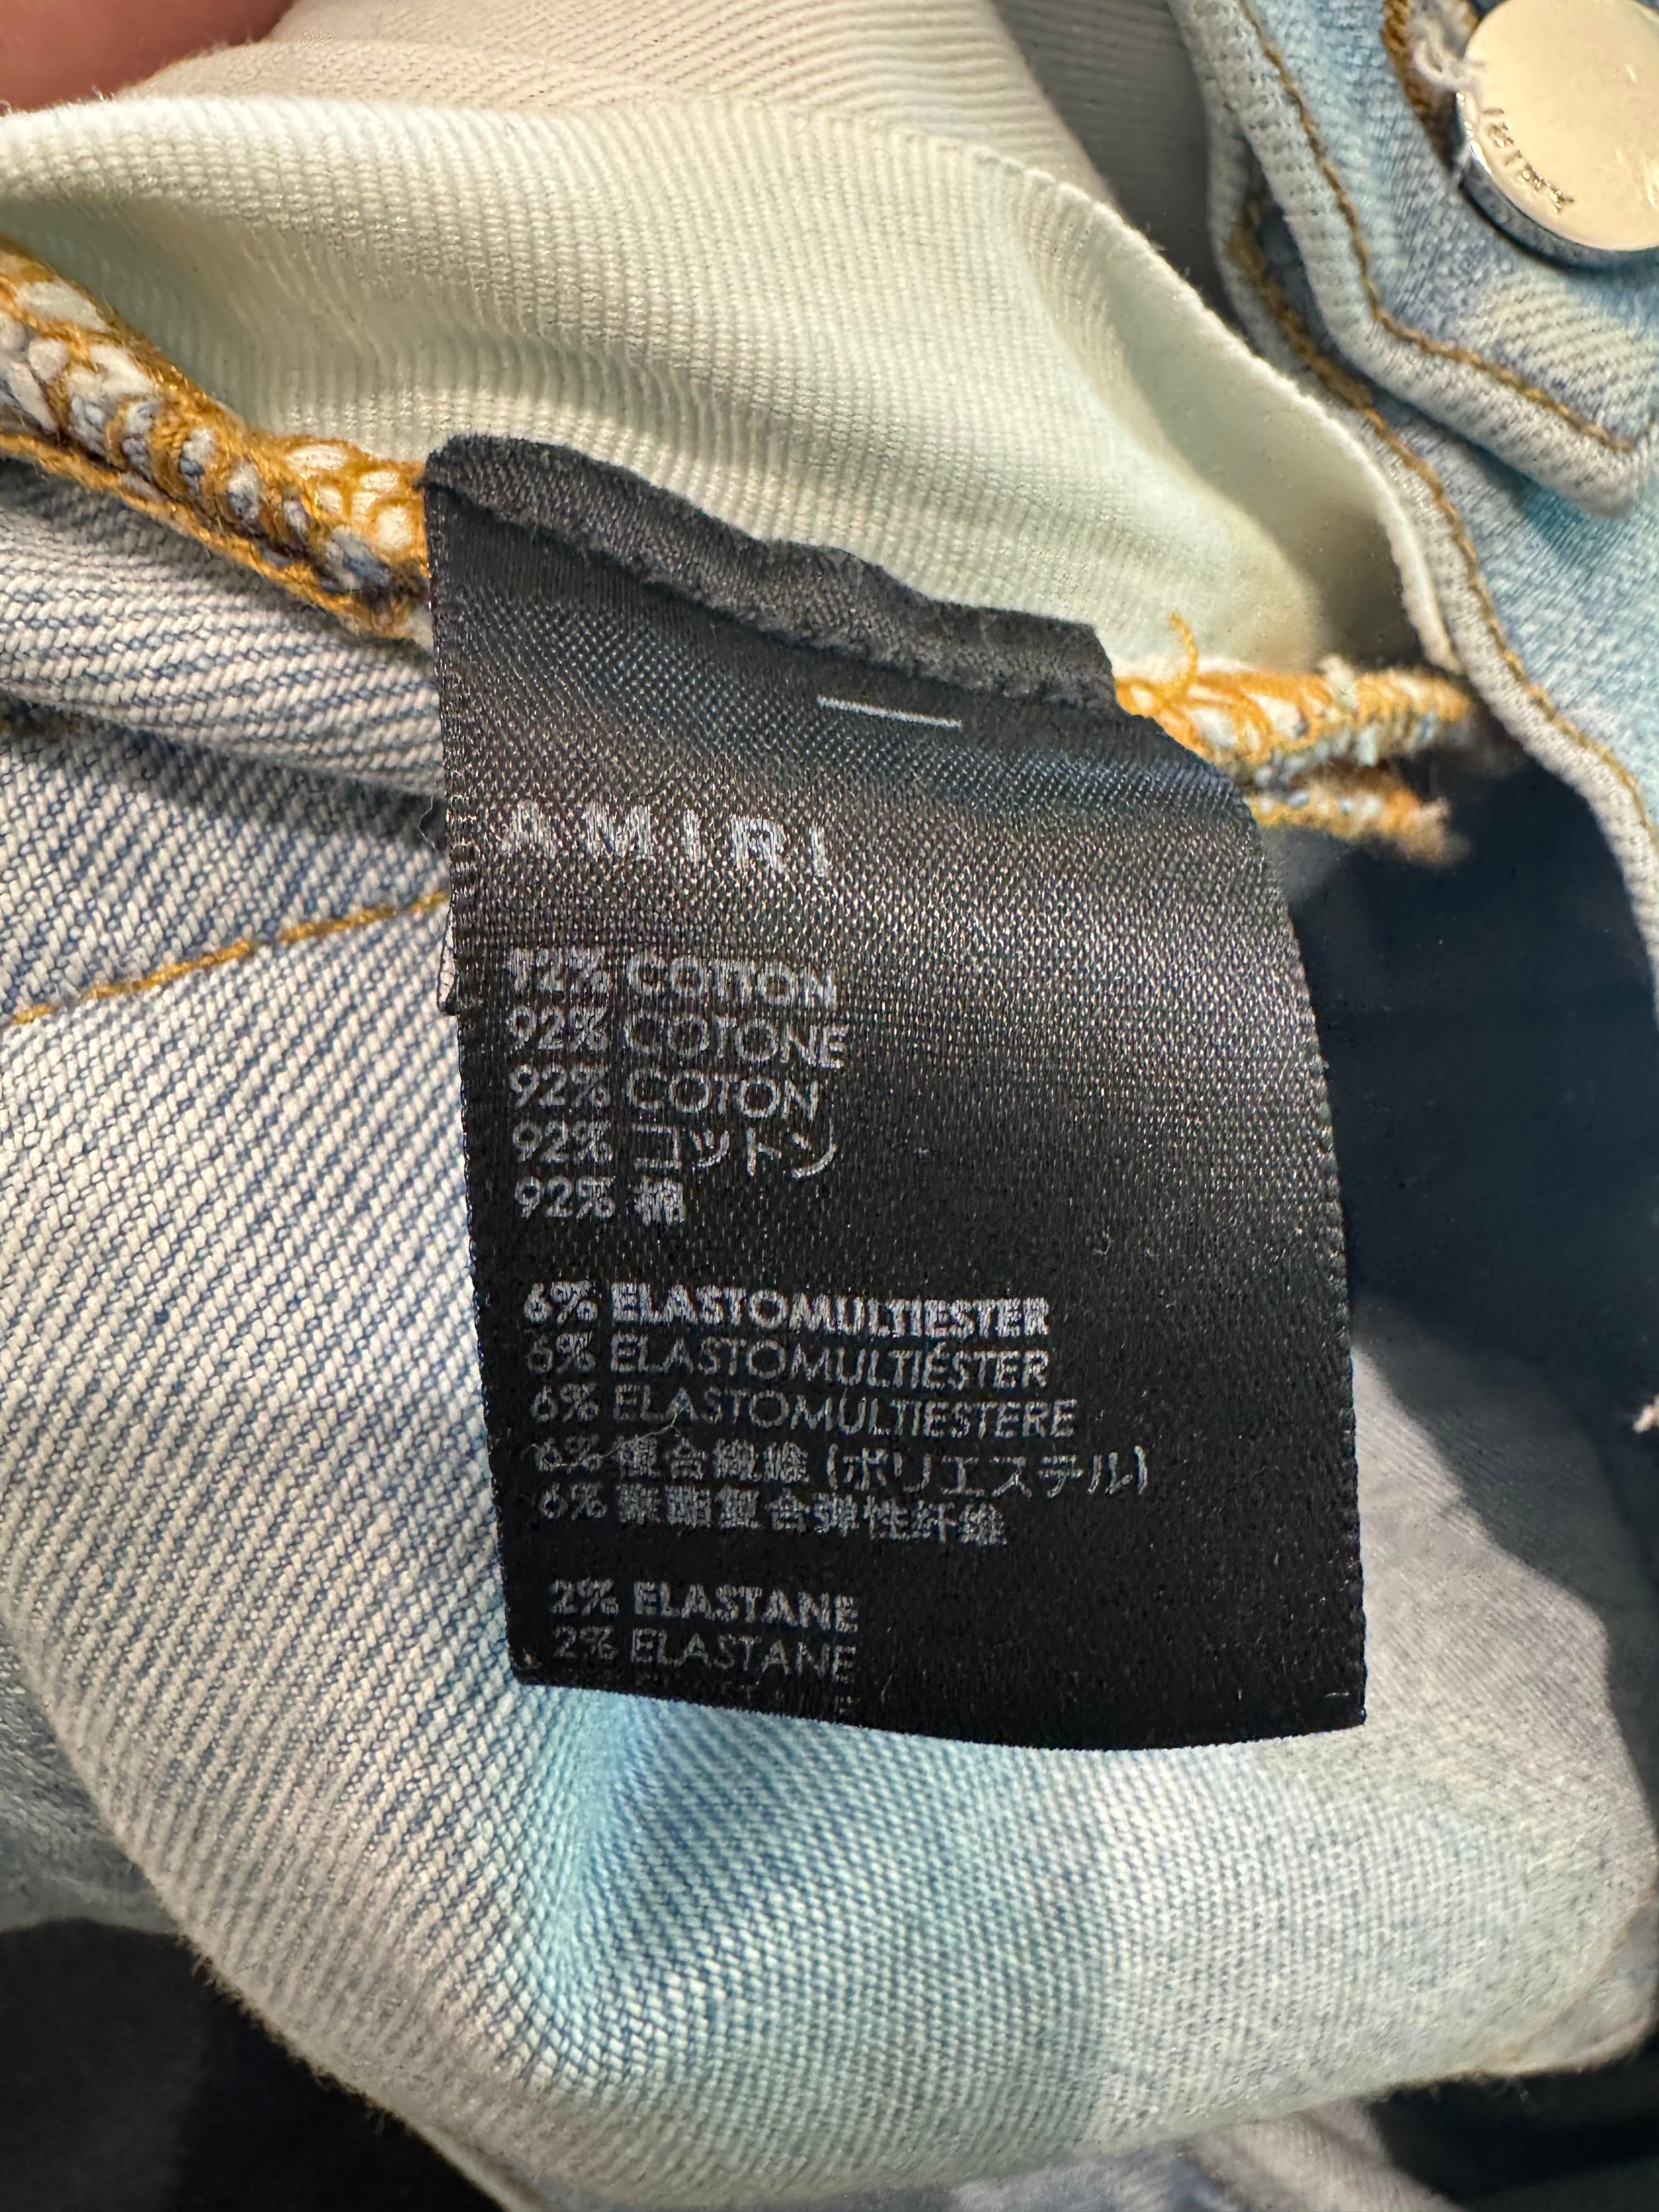 AMIRI
AMIRI
92% COTTON
92% COTONE
92% COTON
92% コットン
92% 棉
6% ELASTOMULTIESTER
6% ELASTOMULTIÉSTER
6% ELASTOMULTIESTERE
6% 複合繊維 (ポリエステル)
6% 聚酯复合弹性纤维
2% ELASTANE
2% ELASTANE